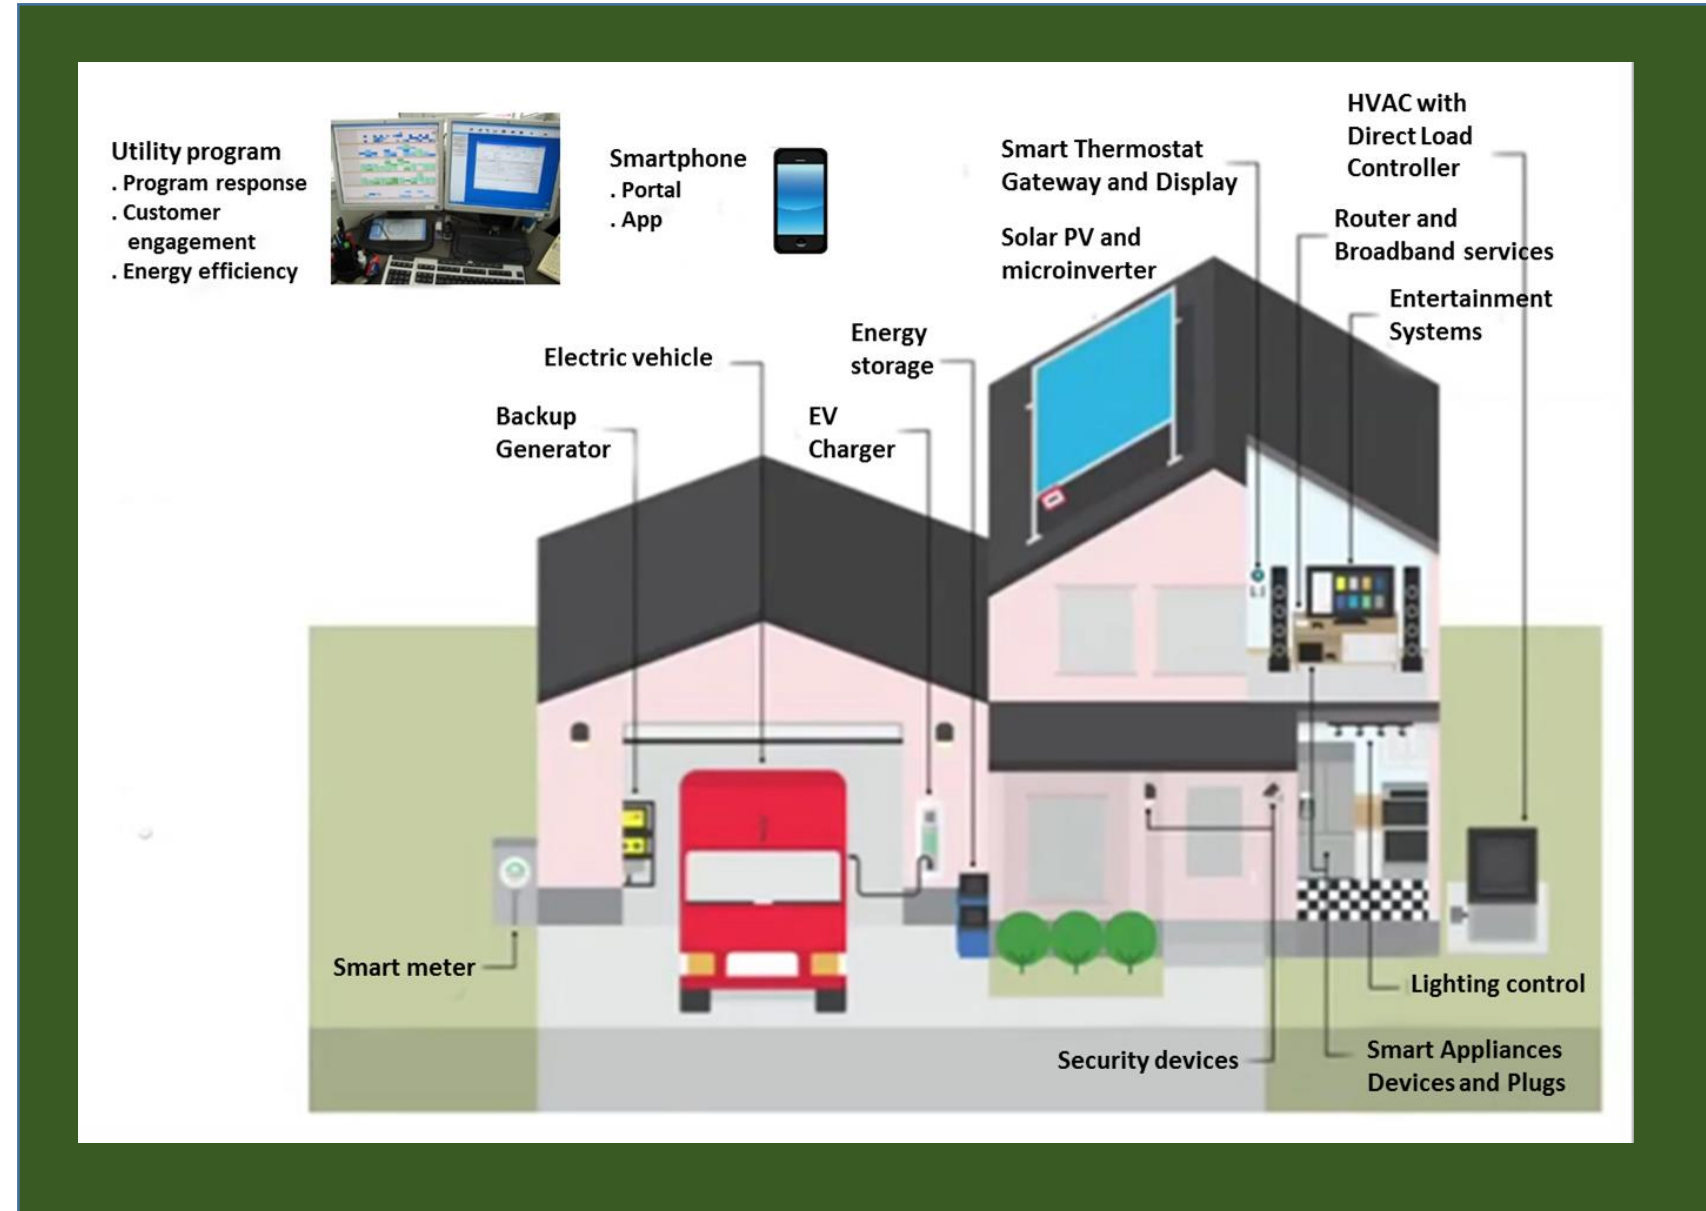 Utility program
. Program response
. Customer
engagement
. Energy efficiency
Smartphone
. Portal
. App
Smart Thermostat
Gateway and Display
HVAC with
Direct Load
Controller
Solar PV and
microinverter
Router and
Broadband services
Entertainment
Systems
Energy
storage
Electric vehicle
Backup
Generator
EV
Charger
Smart meter
Lighting control
Security devices
Smart Appliances
Devices and Plugs